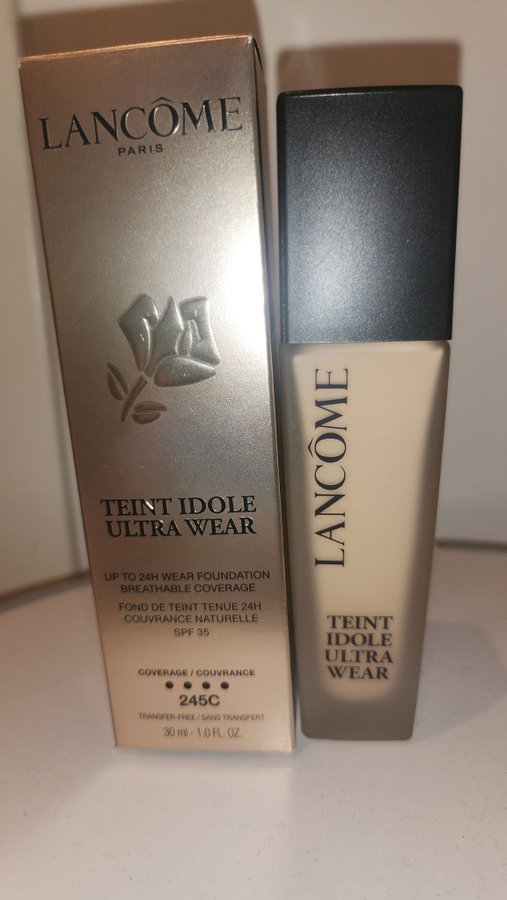 LANCÔME
PARIS
TEINT IDOLE
ULTRA WEAR
UP TO 24H WEAR FOUNDATION
BREATHABLE COVERAGE
FOND DE TEINT TENUE 24H
COUVRANCE NATURELLE
SPF 35
COVERAGE / COUVRANCE
245C
TRANSFER-FREE / SANS TRANSFERT
30 ml - 1.0 FL. OZ.
LANCÔME
TEINT
IDOLE
ULTRA
WEAR